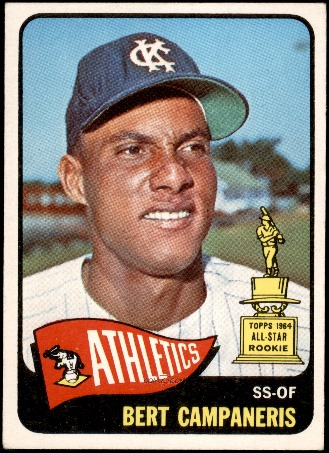 KC
TOPPS 1964
ALL-STAR
ROOKIE
ATHLETICS
SS-OF
BERT CAMPANERIS